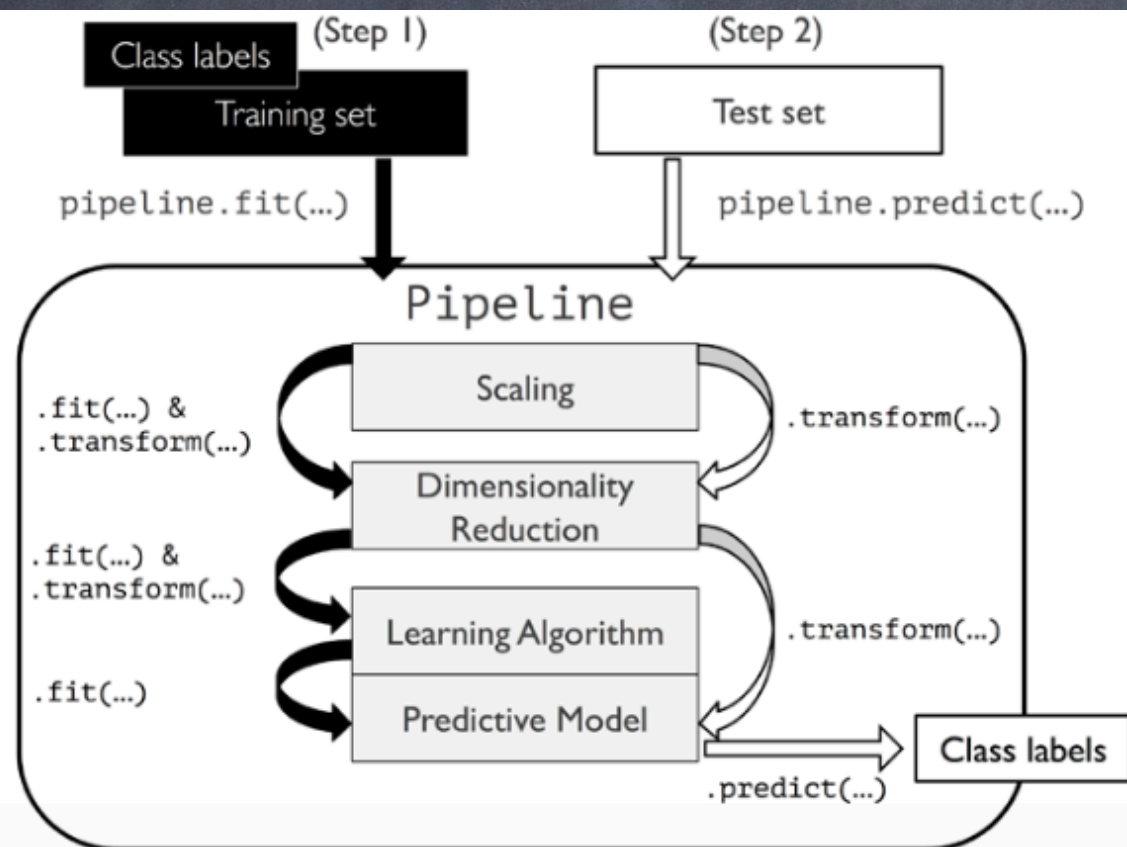 (Step 1)
(Step 2)
Class labels
Training set
Test set
pipeline.fit(…)
pipeline.predict(…)
Pipeline
Scaling
.fit(…) &
.transform(…)
.transform(…)
Dimensionality
Reduction
.fit(…) &
.transform(…)
Learning Algorithm
.transform(…)
.fit(…)
Predictive Model
Class labels
.predict(…)